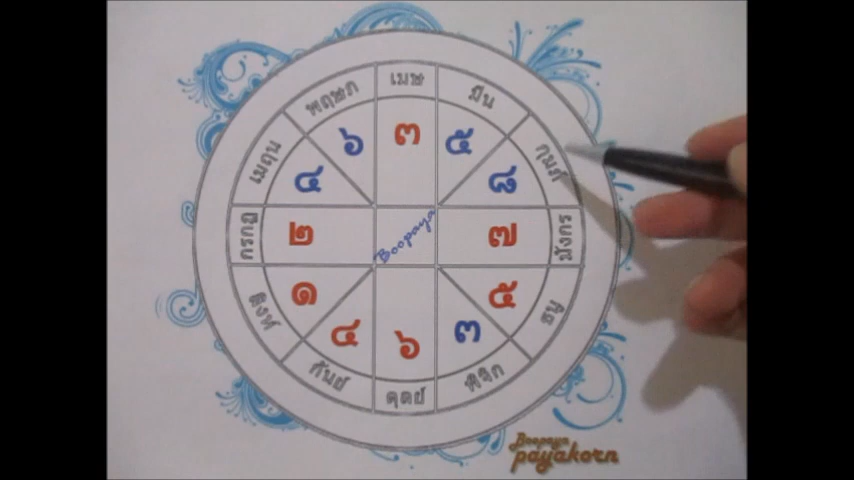 เมษ
มีน
กุมภ์
มังกร
ธนู
พิจิก
ตุลย์
กันย์
สิงห์
กรกฎ
เมถุน
พฤษภ
๓
๕
๘
๗
๕
๓
๖
๔
๑
๒
๔
๖
Boopaya
Boopaya
payakorn